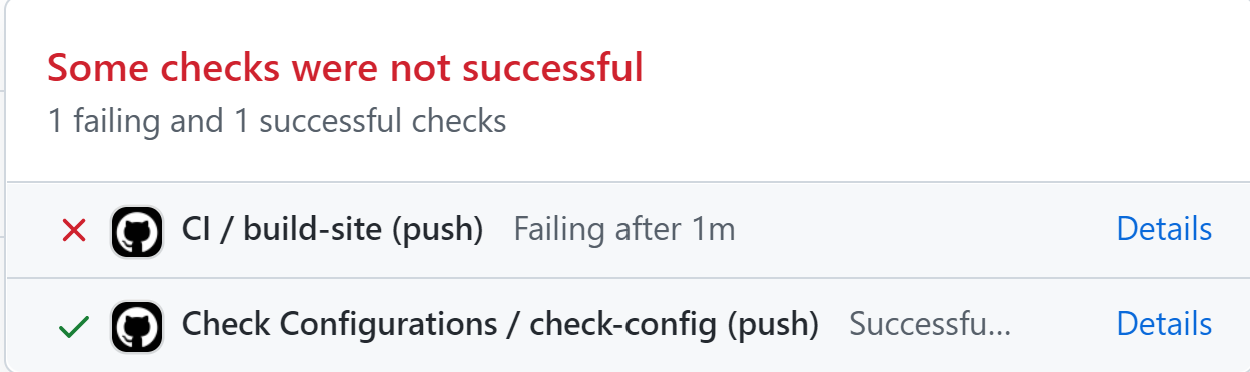 Some checks were not successful
1 failing and 1 successful checks
CI / build-site (push) Failing after 1m Details
Check Configurations / check-config (push) Successfu... Details